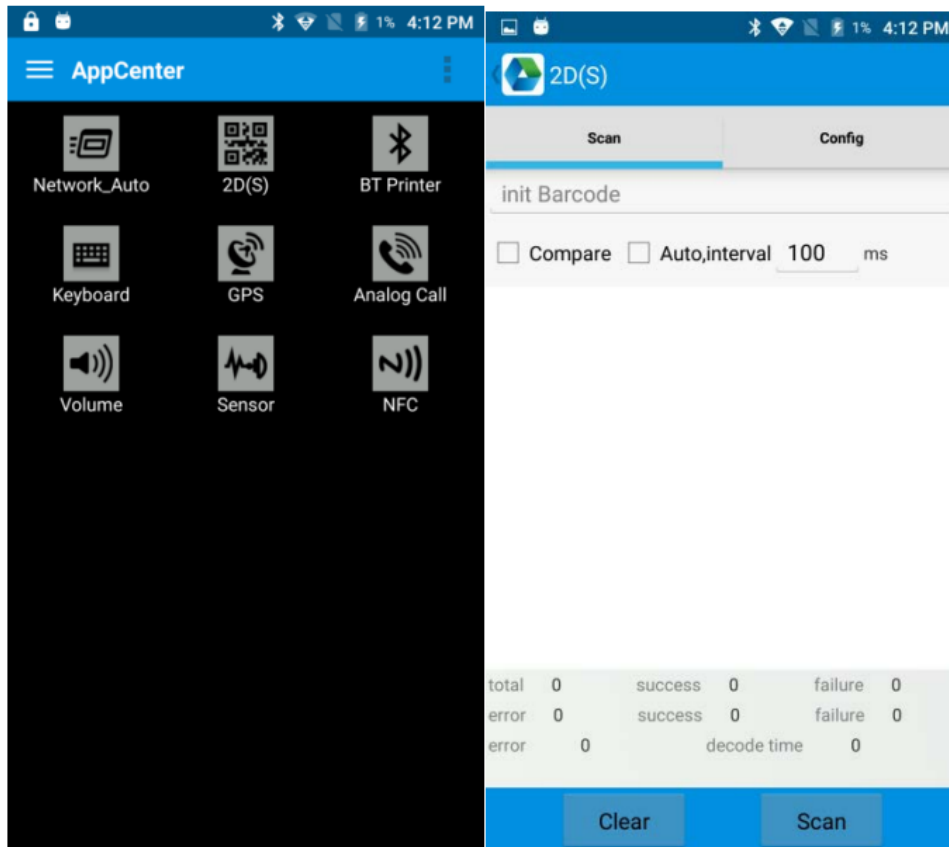 1% 4:12 PM
AppCenter
Network_Auto 2D(S) BT Printer
Keyboard GPS Analog Call
Volume Sensor NFC
1% 4:12 PM
2D(S)
Scan Config
init Barcode
Compare Auto,interval 100 ms
total 0 success 0 failure 0
error 0 success 0 failure 0
error 0 decode time 0
Clear Scan